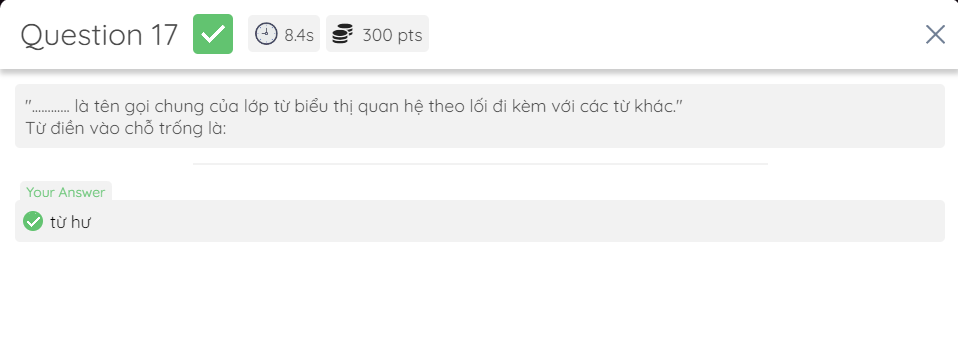 Question 17
8.4s
300 pts
"............ là tên gọi chung của lớp từ biểu thị quan hệ theo lối đi kèm với các từ khác."
Từ điền vào chỗ trống là:
Your Answer
từ hư